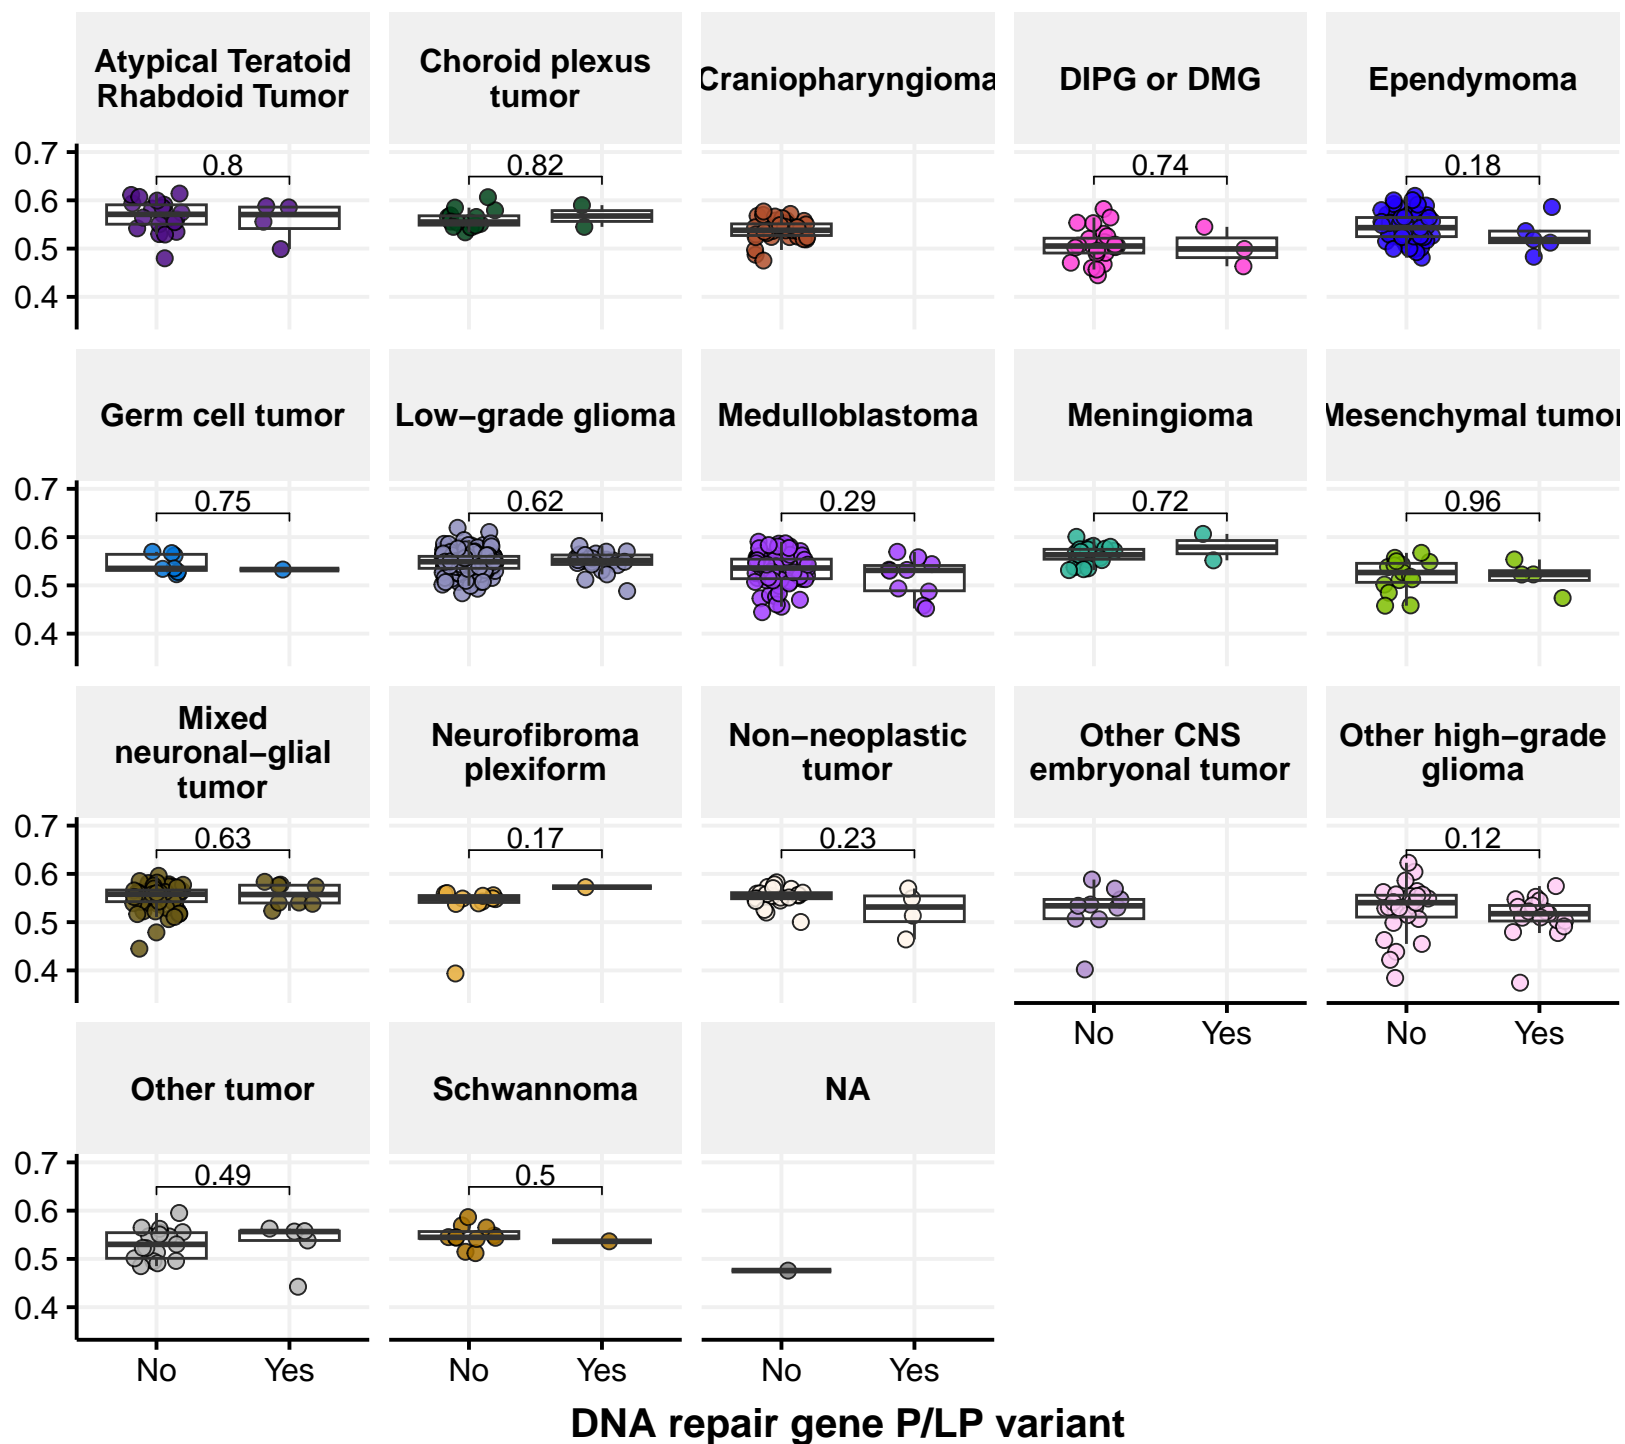 Atypical Teratoid
Rhabdoid Tumor
Choroid plexus
tumor
Craniopharyngioma
DIPG or DMG
Ependymoma
0.7
0.6
0.5
0.4
0.8
0.82
0.74
0.18
Germ cell tumor
Low−grade glioma
Medulloblastoma
Meningioma
Mesenchymal tumor
0.7
0.6
0.5
0.4
0.75
0.62
0.29
0.72
0.96
Mixed
neuronal−glial
tumor
Neurofibroma
plexiform
Non−neoplastic
tumor
Other CNS
embryonal tumor
Other high−grade
glioma
0.7
0.6
0.5
0.4
0.63
0.17
0.23
0.12
No
Yes
No
Yes
Other tumor
Schwannoma
NA
0.7
0.6
0.5
0.4
0.49
0.5
No
Yes
No
Yes
No
Yes
DNA repair gene P/LP variant